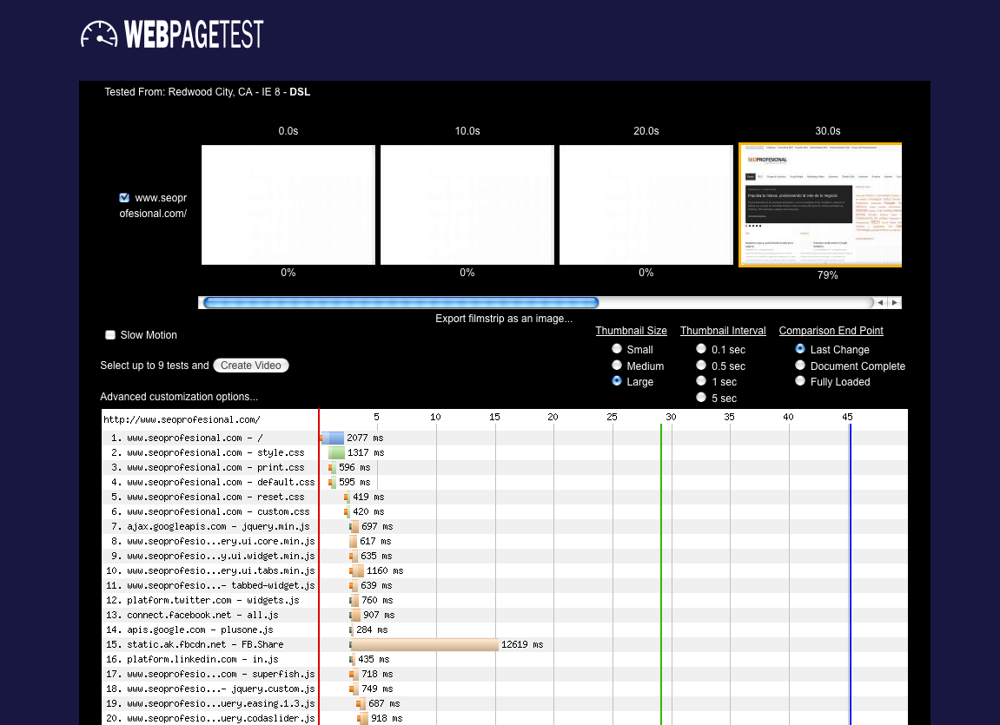 WEBPAGETEST
Tested From: Redwood City, CA - IE 8 - DSL
0.0s 10.0s 20.0s 30.0s
www.seopr
ofesional.com/
SEOPROFESIONAL
Impulsa tu marca, posicionando la web de tu negocio
0% 0% 0% 79%
Export filmstrip as an image...
Slow Motion
Select up to 9 tests and Create Video
Advanced customization options...
Thumbnail Size
Small
Medium
Large
Thumbnail Interval
0.1 sec
0.5 sec
1 sec
5 sec
Comparison End Point
Last Change
Document Complete
Fully Loaded
http://www.seoprofesional.com/ 5 10 15 20 25 30 35 40 45
1. www.seoprofesional.com - / 2077 ms
2. www.seoprofesional.com - style.css 1317 ms
3. www.seoprofesional.com - print.css 596 ms
4. www.seoprofesional.com - default.css 595 ms
5. www.seoprofesional.com - reset.css 419 ms
6. www.seoprofesional.com - custom.css 420 ms
7. ajax.googleapis.com - jquery.min.js 697 ms
8. www.seoprofesio...ery.ui.core.min.js 617 ms
9. www.seoprofesio...y.ui.widget.min.js 635 ms
10. www.seoprofesio...ery.ui.tabs.min.js 1160 ms
11. www.seoprofesio...- tabbed-widget.js 639 ms
12. platform.twitter.com - widgets.js 760 ms
13. connect.facebook.net - all.js 907 ms
14. apis.google.com - plusone.js 284 ms
15. static.ak.fbcdn.net - FB.Share 12619 ms
16. platform.linkedin.com - in.js 435 ms
17. www.seoprofesio...com - superfish.js 718 ms
18. www.seoprofesio...- jquery.custom.js 749 ms
19. www.seoprofesio...uery.easing.1.3.js 687 ms
20. www.seoprofesio...uery.codaslider.js 918 ms